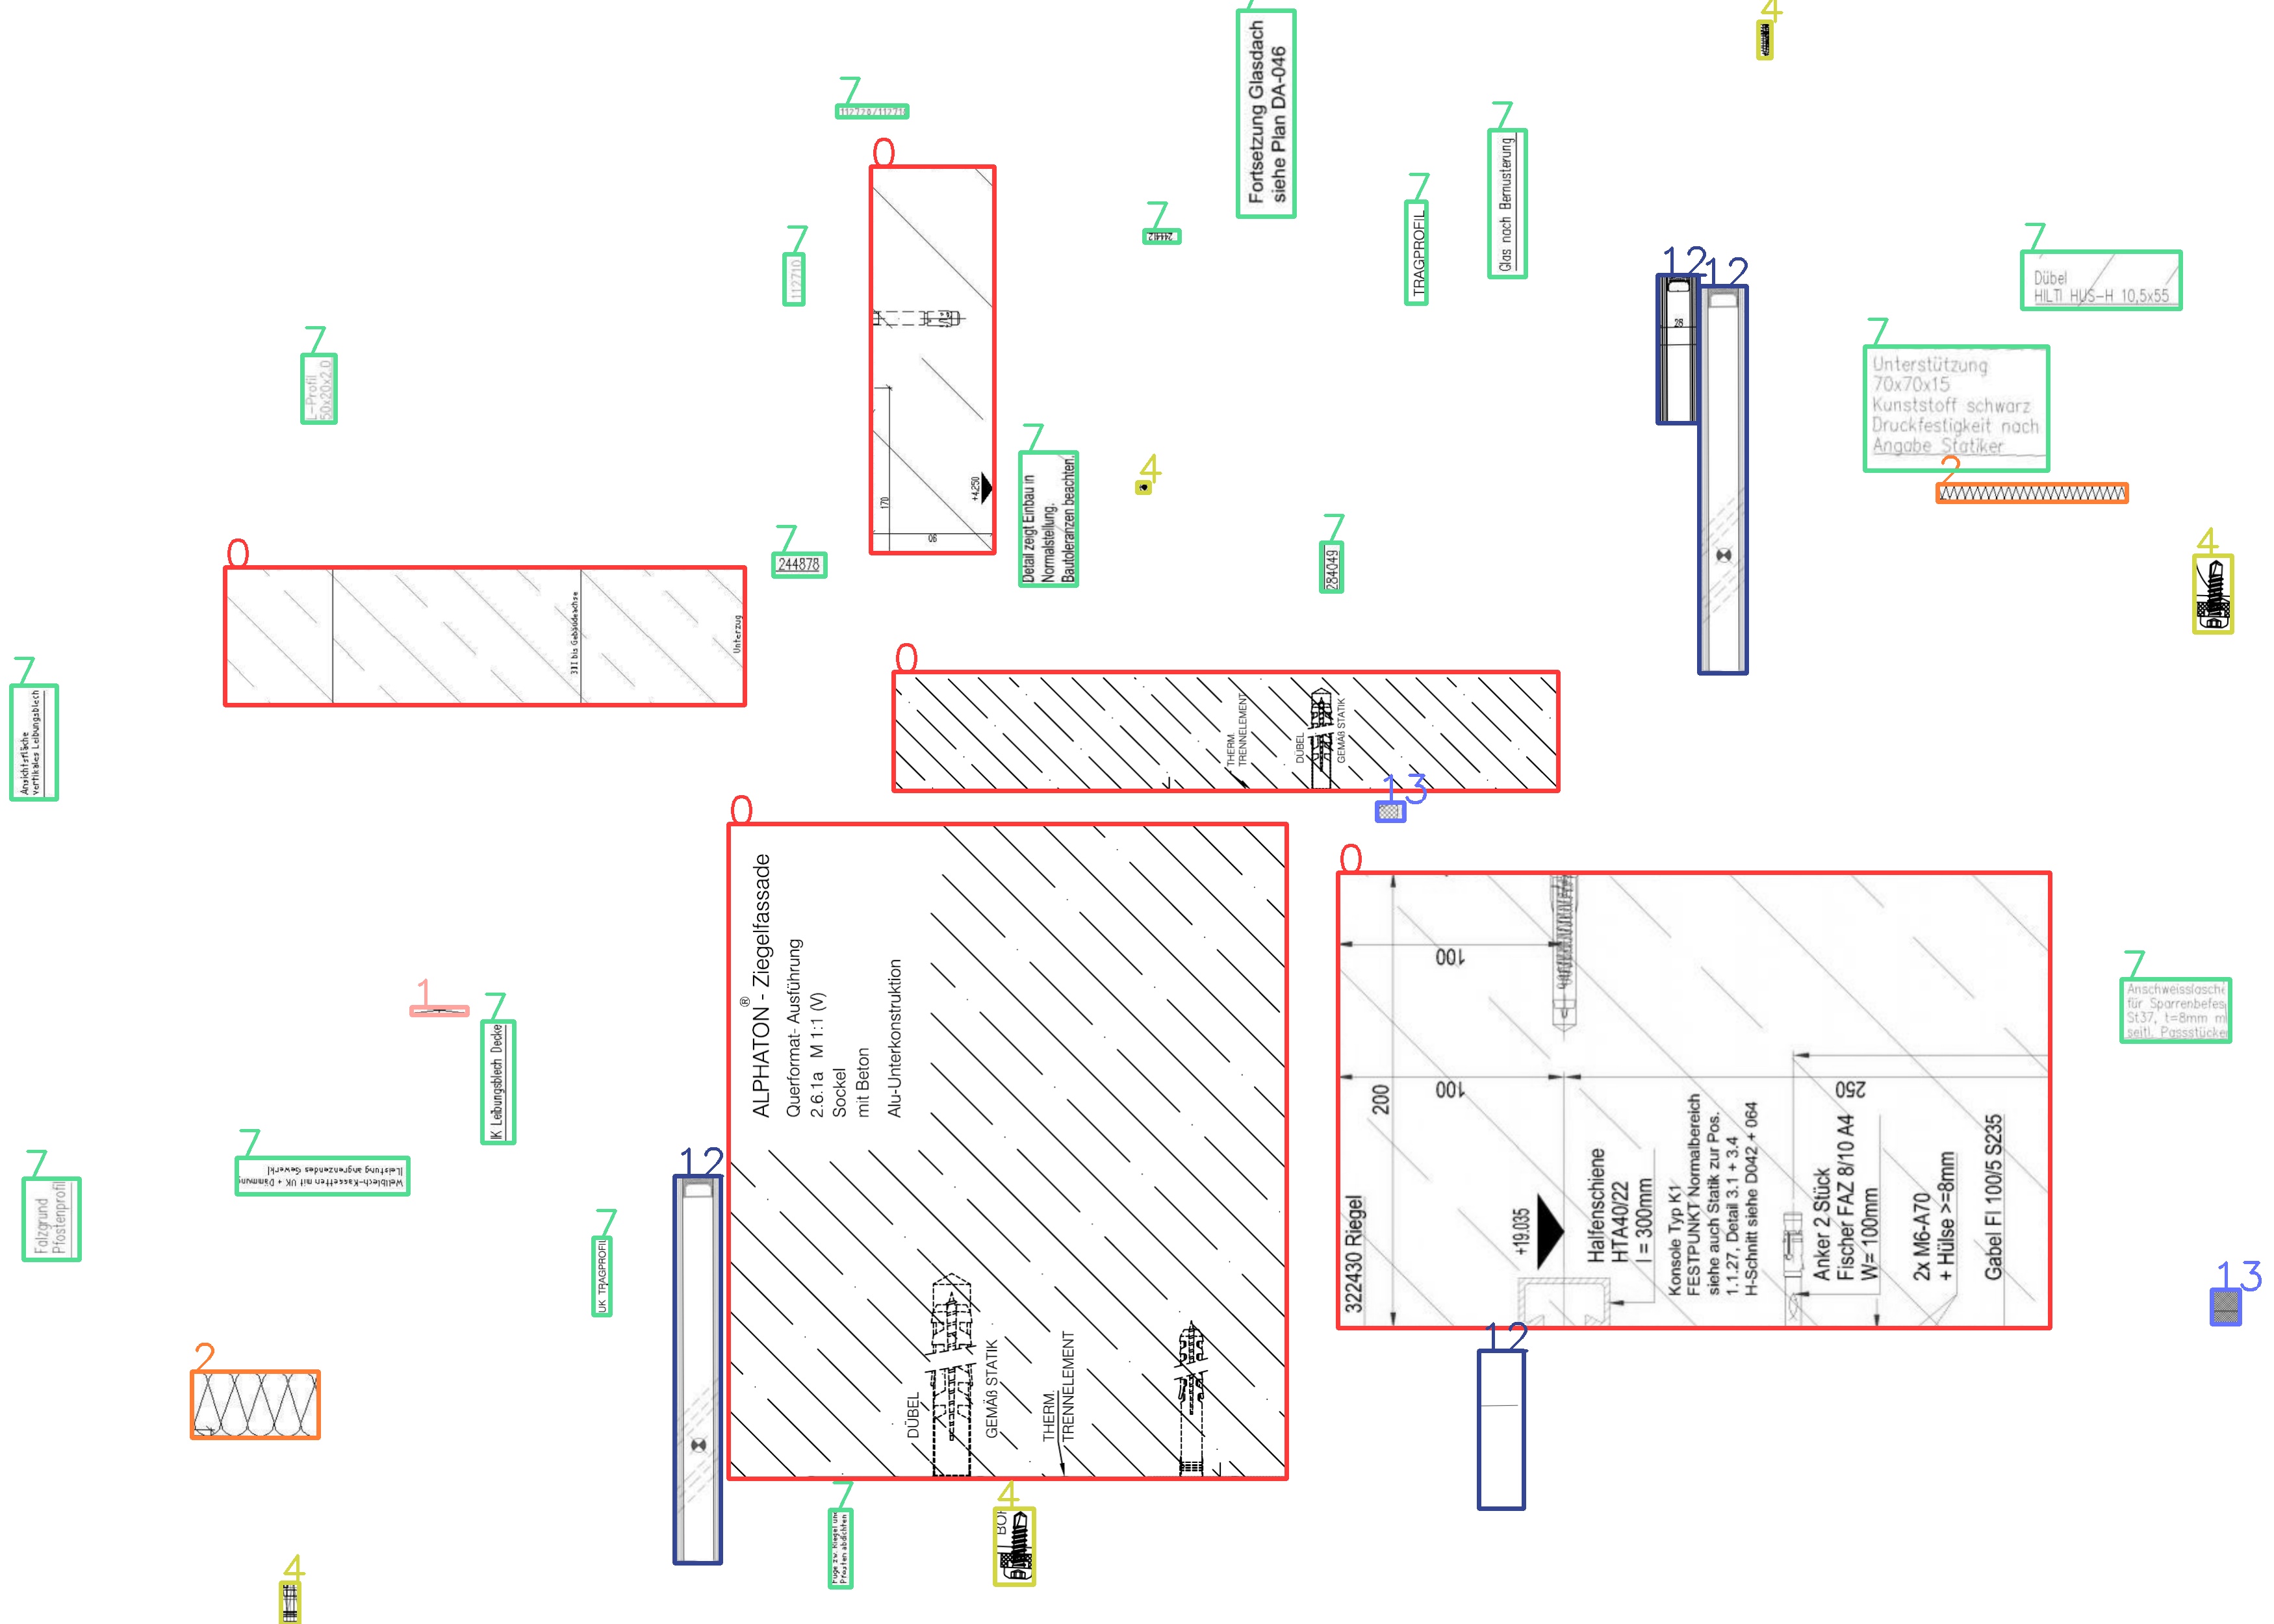 7
Fortsetzung Glasdach
siehe Plan DA-046
4
7
112720/112710
0
+4.250
170
90
7
112710
7
24412
7
TRAGPROFIL
7
Glas nach Bemusterung
12
26
12
7
Dübel
HILTI HUS-H 10,5x55
7
Unterstützung
70x70x15
Kunststoff schwarz
Druckfestigkeit nach
Angabe Statiker
2
7
L-Profil
50x20x2.0
7
Detail zeigt Einbau in
Normalstellung.
Bautoleranzen beachten.
4
7
284049
4
0
331 bis Gebäudeachse
Unterzug
7
244878
7
Ansichtsfläche
vertikales Leibungsblech
0
THERM.
TRENNELEMENT
DÜBEL
GEMÄß STATIK
13
0
ALPHATON® - Ziegelfassade
Querformat- Ausführung
2.6.1a M 1:1 (V)
Sockel
mit Beton
Alu-Unterkonstruktion
DÜBEL
GEMÄß STATIK
THERM.
TRENNELEMENT
0
100
100
200
250
322430 Riegel
+19.035
Halfenschiene
HTA40/22
l = 300mm
Konsole Typ K1
FESTPUNKT Normalbereich
siehe auch Statik zur Pos.
1.1.27, Detail 3.1 + 3.4
H-Schnitt siehe D042 + 064
Anker 2 Stück
Fischer FAZ 8/10 A4
W= 100mm
2x M6-A70
+ Hülse >=8mm
Gabel Fl 100/5 S235
7
Anschweisslasche
für Sparrenbefes
St37, t=8mm m
seitl. Passstücke
1
7
IK Leibungsblech Decke
7
Wellblech-Kassetten mit UK + Dämmung
(Leistung angrenzendes Gewerk)
7
Falzgrund
Pfostenprofil
7
UK TRAGPROFIL
12
13
12
2
7
Fuge zw. Riegel und
Pfosten abdichten
4
BOH
4